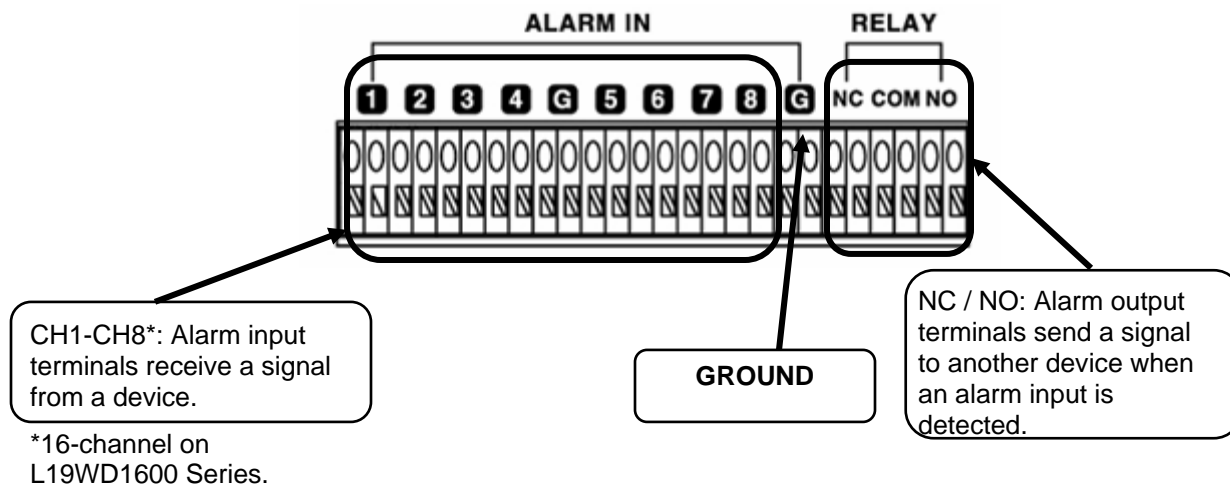 ALARM IN RELAY
1 2 3 4 G 5 6 7 8 G NC COM NO
CH1-CH8*: Alarm input
terminals receive a signal
from a device.
*16-channel on
L19WD1600 Series.
GROUND
NC / NO: Alarm output
terminals send a signal
to another device when
an alarm input is
detected.